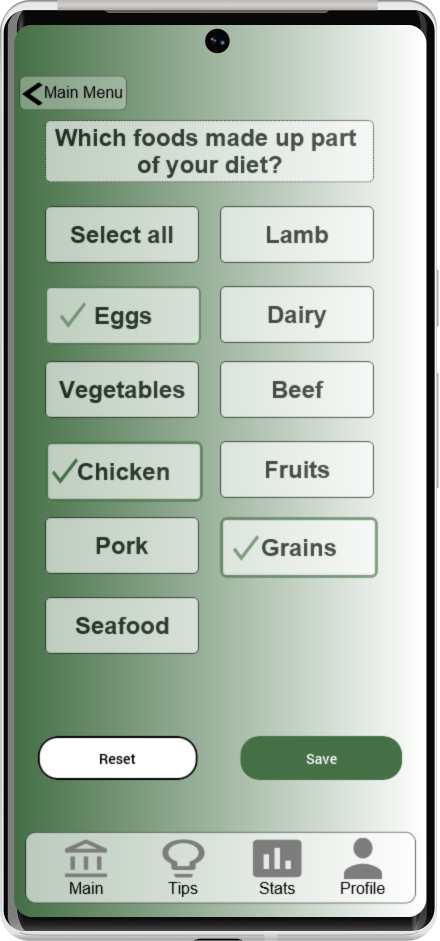 Main Menu
Which foods made up part
of your diet?
Select all
Lamb
Eggs
Dairy
Vegetables
Beef
Chicken
Fruits
Pork
Grains
Seafood
Reset
Save
Main
Tips
Stats
Profile